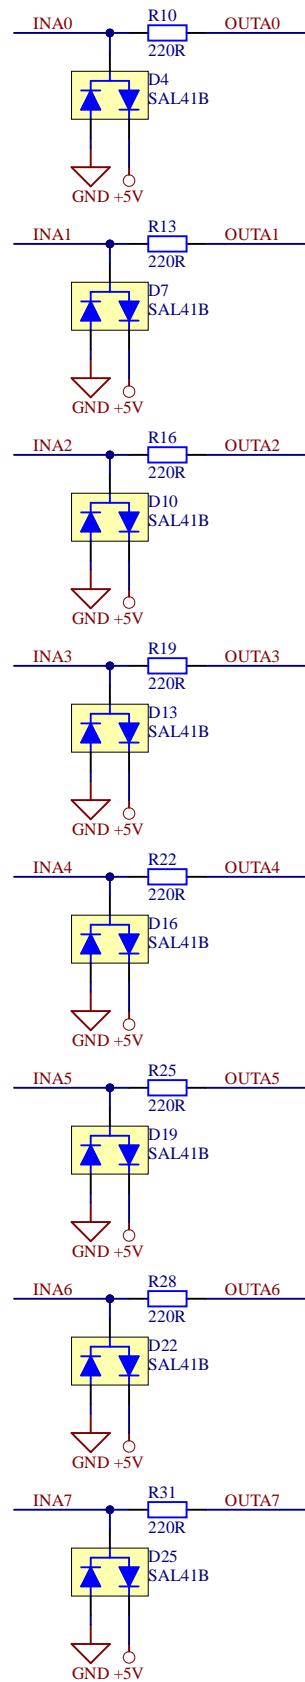 INA0 R10 OUTA0
220R
D4
SAL41B
GND +5V
INA1 R13 OUTA1
220R
D7
SAL41B
GND +5V
INA2 R16 OUTA2
220R
D10
SAL41B
GND +5V
INA3 R19 OUTA3
220R
D13
SAL41B
GND +5V
INA4 R22 OUTA4
220R
D16
SAL41B
GND +5V
INA5 R25 OUTA5
220R
D19
SAL41B
GND +5V
INA6 R28 OUTA6
220R
D22
SAL41B
GND +5V
INA7 R31 OUTA7
220R
D25
SAL41B
GND +5V